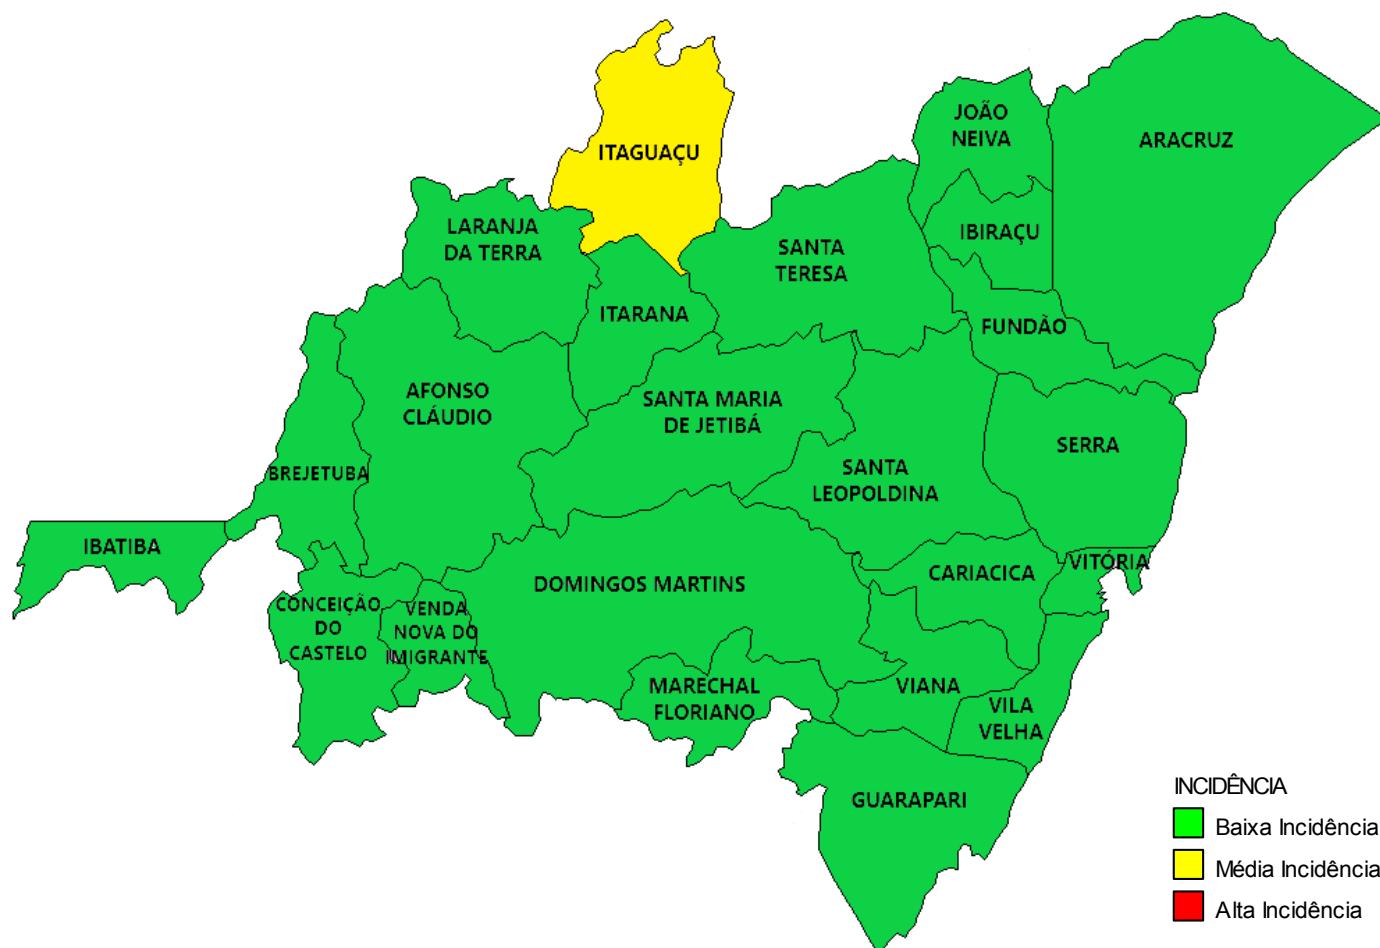 JOÃO
NEIVA
ARACRUZ
ITAGUAÇU
LARANJA
DA TERRA
SANTA
TERESA
IBIRAÇU
ITARANA
FUNDÃO
AFONSO
CLÁUDIO
SANTA MARIA
DE JETIBÁ
SERRA
BREJETUBA
SANTA
LEOPOLDINA
IBATIBA
DOMINGOS MARTINS
CARIACICA
VITÓRIA
CONCEIÇÃO
DO
CASTELO
VENDA
NOVA DO
IMIGRANTE
MARECHAL
FLORIANO
VIANA
VILA
VELHA
GUARAPARI
INCIDÊNCIA
Baixa Incidência
Média Incidência
Alta Incidência